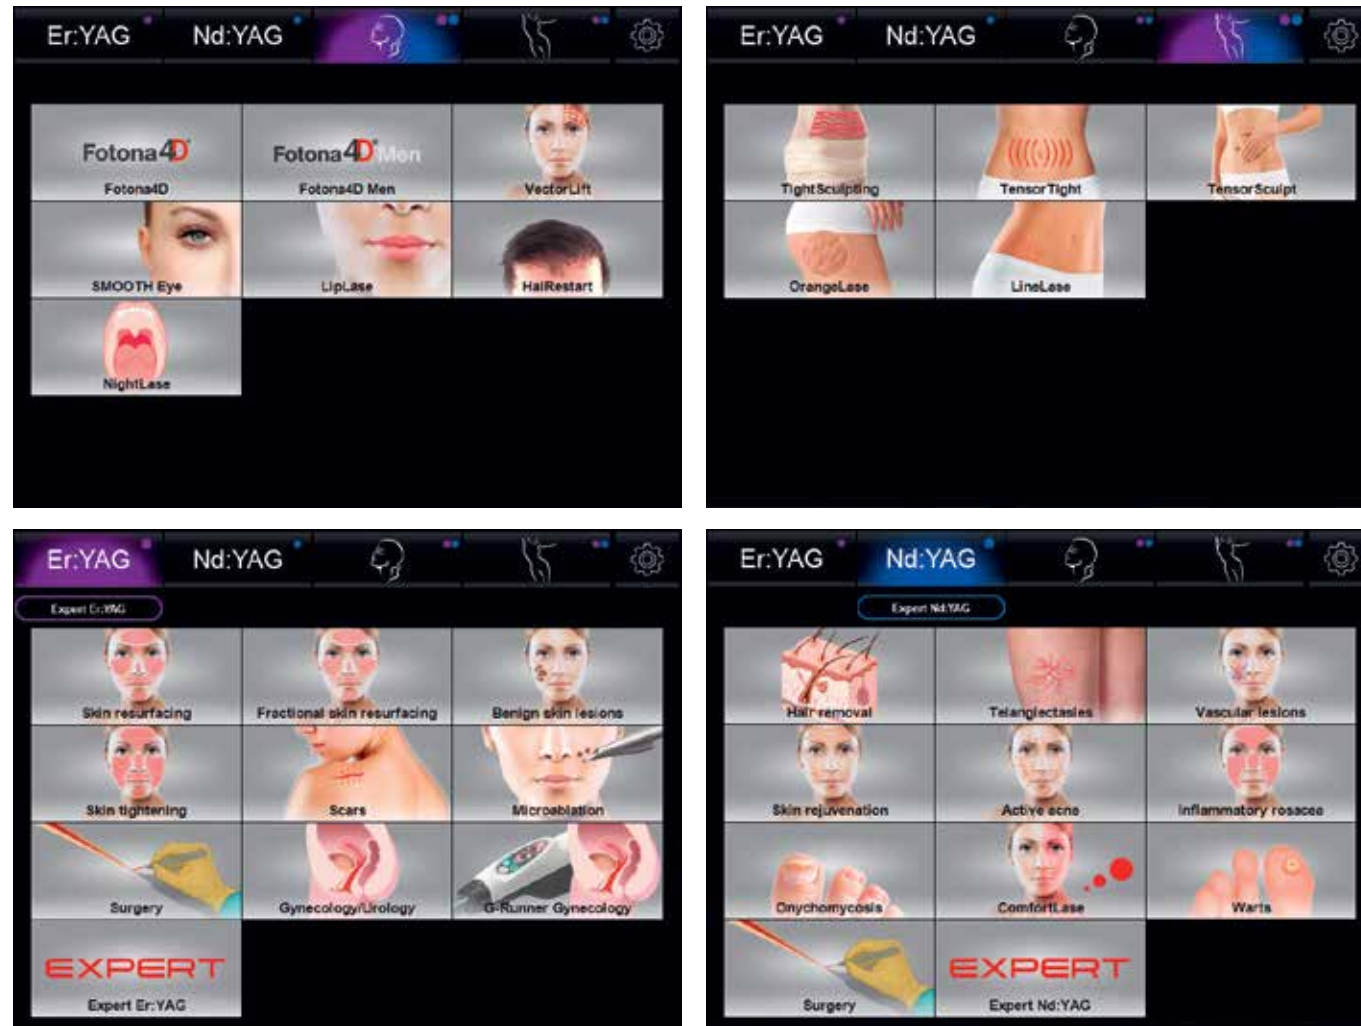 Er:YAG Nd:YAG
Fotona4D Fotona4D Men
Fotona4D Fotona4D Men VectorLift
SMOOTH Eye LipLase HaiRestart
NightLase
Er:YAG Nd:YAG
TightSculpting TensorTight TensorSculpt
OrangeLase LineLase
Er:YAG Nd:YAG
Expert Er:YAG
Skin resurfacing Fractional skin resurfacing Benign skin lesions
Skin tightening Scars Microablation
Surgery Gynecology/Urology G-Runner Gynecology
EXPERT
Expert Er:YAG
Er:YAG Nd:YAG
Expert Nd:YAG
Hair removal Telangiectasies Vascular lesions
Skin rejuvenation Active acne Inflammatory rosacea
Onychomycosis ComfortLase Warts
EXPERT
Surgery Expert Nd:YAG